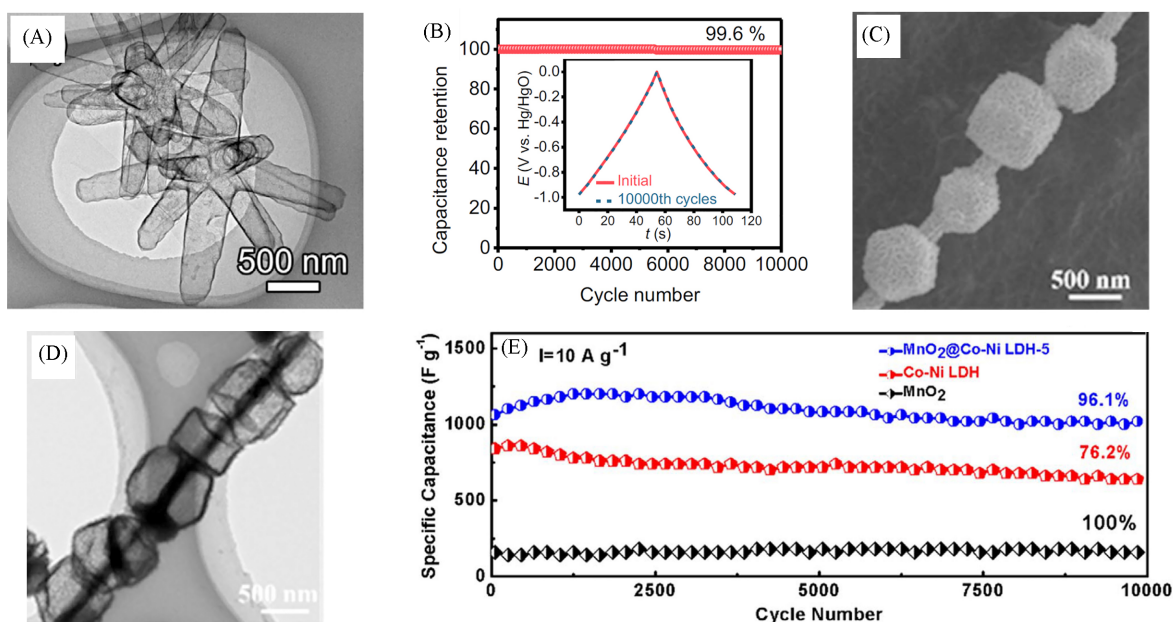 (A)
500 nm
(B)
99.6 %
100
80
60
40
20
0
Capacitance retention
0.0
-0.2
-0.4
-0.6
-0.8
-1.0
E (V vs. Hg/HgO)
Initial
10000th cycles
0 20 40 60 80 100 120
t (s)
0 2000 4000 6000 8000 10000
Cycle number
(C)
500 nm
(D)
500 nm
(E)
I=10 A g⁻¹
MnO₂@Co-Ni LDH-5
Co-Ni LDH
MnO₂
1500
1000
500
0
Specific Capacitance (F g⁻¹)
96.1%
76.2%
100%
0 2500 5000 7500 10000
Cycle Number